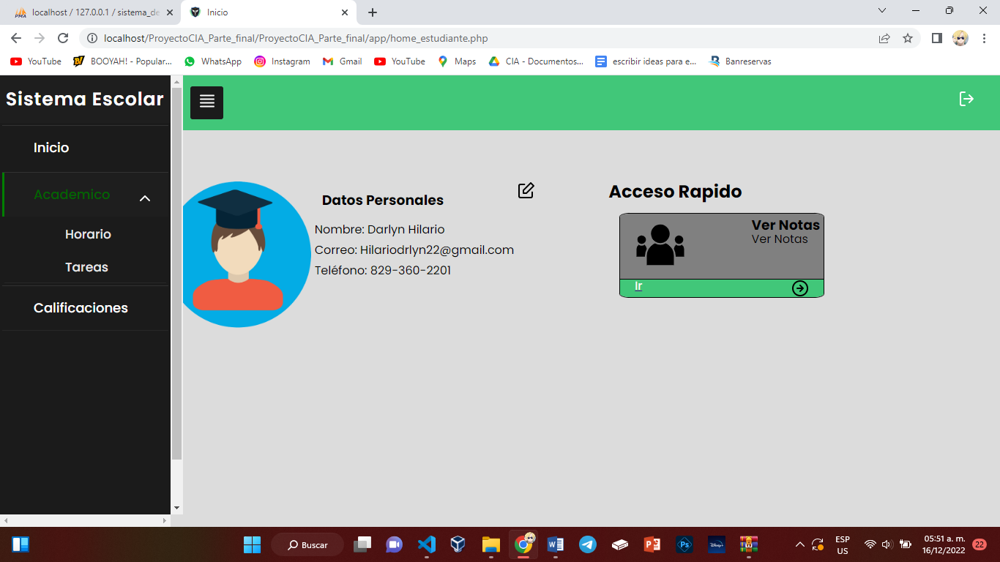 PMA localhost / 127.0.0.1 / sistema_de
Inicio
localhost/ProyectoCIA_Parte_final/ProyectoCIA_Parte_final/app/home_estudiante.php
YouTube BOOYAH! - Popular... WhatsApp Instagram Gmail YouTube Maps CIA - Documentos... escribir ideas para e... Banreservas
Sistema Escolar
Inicio
Academico
Horario
Tareas
Calificaciones
Datos Personales
Nombre: Darlyn Hilario
Correo: Hilariodrlyn22@gmail.com
Teléfono: 829-360-2201
Acceso Rapido
Ver Notas
Ver Notas
Ir
Buscar
W
P
Ps
Disney+
ESP
US
05:51 a. m.
16/12/2022
22